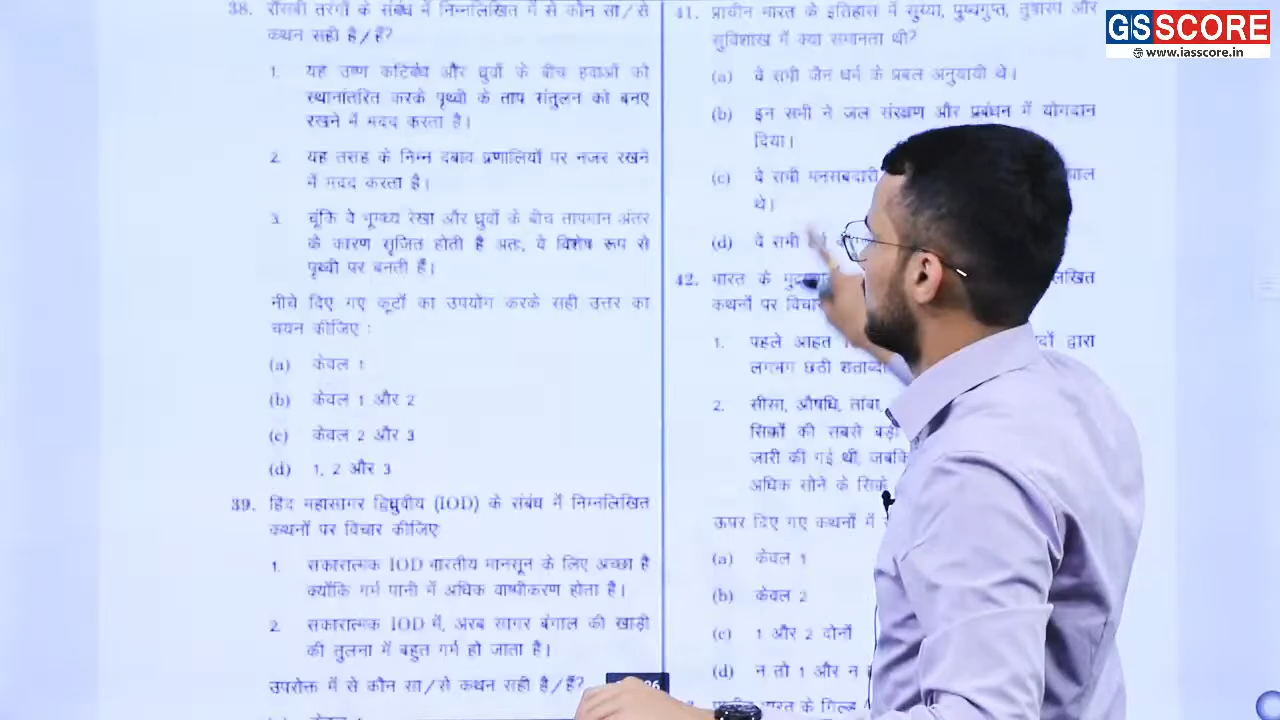 38. रॉसबी तरंगों के संबंध में निम्नलिखित में से कौन सा/से
कथन सही है/हैं?
1. यह उष्ण कटिबंध और ध्रुवों के बीच हवाओं को
स्थानांतरित करके पृथ्वी के ताप संतुलन को बनाए
रखने में मदद करता है।
2. यह तरह के निम्न दबाव प्रणालियों पर नजर रखने
में मदद करता है।
3. चूंकि वे भूमध्य रेखा और ध्रुवों के बीच तापमान अंतर
के कारण सृजित होती है अतः, वे विशेष रूप से
पृथ्वी पर बनती हैं।
नीचे दिए गए कूटों का उपयोग करके सही उत्तर का
चयन कीजिए :
(a) केवल 1
(b) केवल 1 और 2
(c) केवल 2 और 3
(d) 1, 2 और 3
39. हिंद महासागर द्विध्रुवीय (IOD) के संबंध में निम्नलिखित
कथनों पर विचार कीजिए
1. सकारात्मक IOD भारतीय मानसून के लिए अच्छा है
क्योंकि गर्म पानी में अधिक वाष्पीकरण होता है।
2. सकारात्मक IOD में, अरब सागर बंगाल की खाड़ी
की तुलना में बहुत गर्म हो जाता है।
उपरोक्त में से कौन सा/से कथन सही है/हैं?
41. प्राचीन भारत के इतिहास में सुय्या, पुष्यगुप्त, तुषास्प और
सुविशाख में क्या समानता थी?
(a) वे सभी जैन धर्म के प्रबल अनुयायी थे।
(b) इन सभी ने जल संरक्षण और प्रबंधन में योगदान
दिया।
(c) वे सभी मनसबदारी
थे।
(d) वे सभी
42. भारत के
कथनों पर विचार
1. पहले आहत द्वारा
लगभग छठी शताब्दी
2. सीसा, औषधि, तांबा,
सिक्कों की सबसे बड़ी
जारी की गई थी, जबकि
अधिक सोने के सिक्के
ऊपर दिए गए कथनों में
(a) केवल 1
(b) केवल 2
(c) 1 और 2 दोनों
(d) न तो 1 और न
भारत के गिल्ड
GSSCORE
www.iasscore.in